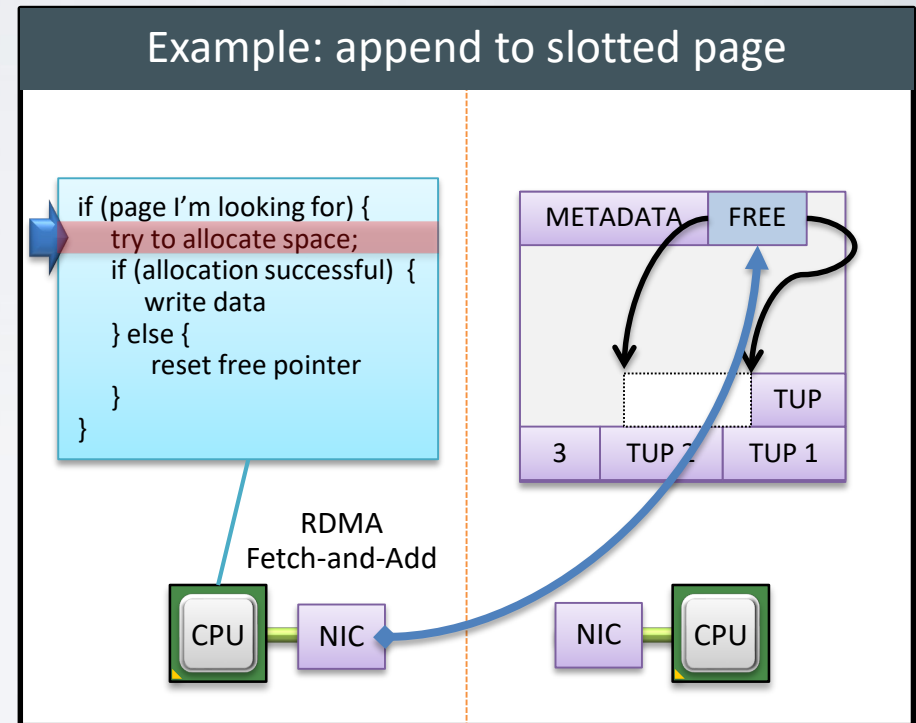 Example: append to slotted page
if (page I’m looking for) {
try to allocate space;
if (allocation successful) {
write data
} else {
reset free pointer
}
}
RDMA
Fetch-and-Add
CPU
NIC
METADATA
FREE
TUP
3
TUP 2
TUP 1
NIC
CPU